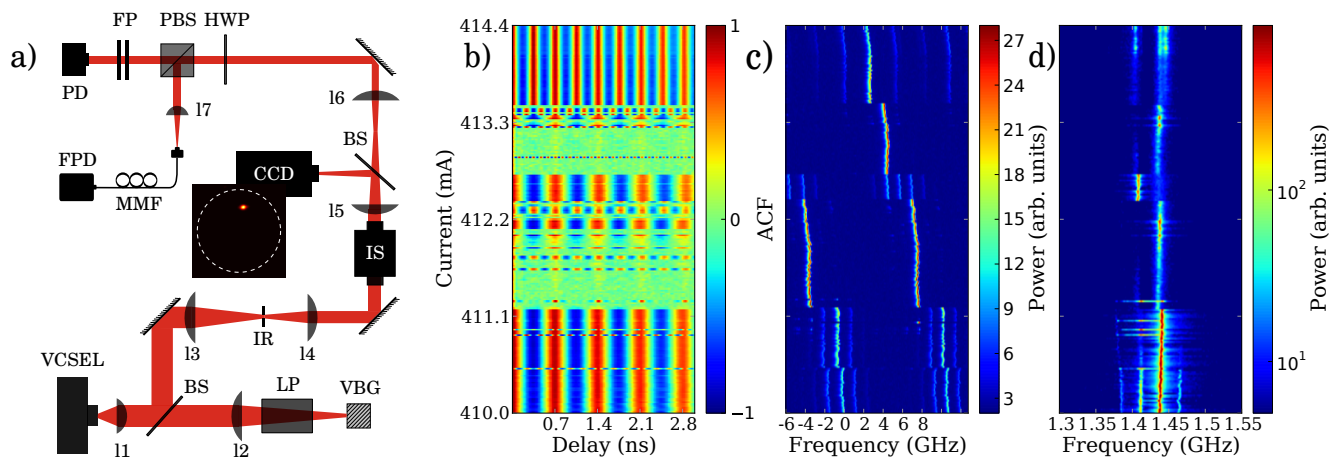 a)
FP PBS HWP
PD
l7
l6
BS
FPD
MMF
CCD
l5
IS
l3
IR
l4
VCSEL
BS
LP
VBG
l1
l2
b)
414.4
413.3
412.2
411.1
410.0
Current (mA)
0.7 1.4 2.1 2.8
Delay (ns)
1
0
−1
ACF
c)
-6 -4 0 4 8
Frequency (GHz)
27
24
21
18
15
12
9
6
3
Power (arb. units)
d)
1.3 1.35 1.4 1.45 1.5 1.55
Frequency (GHz)
10²
10¹
Power (arb. units)